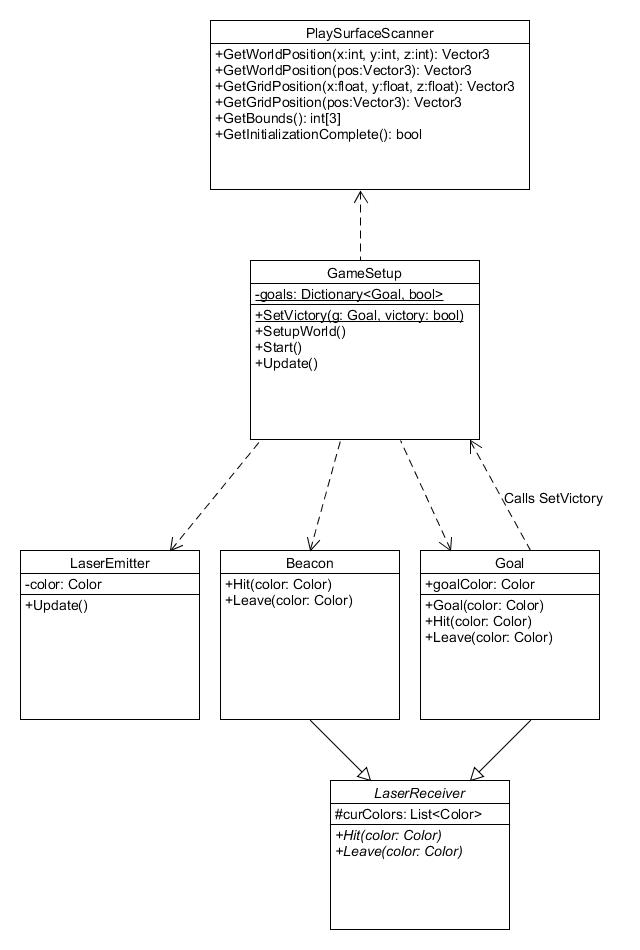 PlaySurfaceScanner
+GetWorldPosition(x:int, y:int, z:int): Vector3
+GetWorldPosition(pos:Vector3): Vector3
+GetGridPosition(x:float, y:float, z:float): Vector3
+GetGridPosition(pos:Vector3): Vector3
+GetBounds(): int[3]
+GetInitializationComplete(): bool
GameSetup
-goals: Dictionary<Goal, bool>
+SetVictory(g: Goal, victory: bool)
+SetupWorld()
+Start()
+Update()
Calls SetVictory
LaserEmitter
-color: Color
+Update()
Beacon
+Hit(color: Color)
+Leave(color: Color)
Goal
+goalColor: Color
+Goal(color: Color)
+Hit(color: Color)
+Leave(color: Color)
LaserReceiver
#curColors: List<Color>
+Hit(color: Color)
+Leave(color: Color)